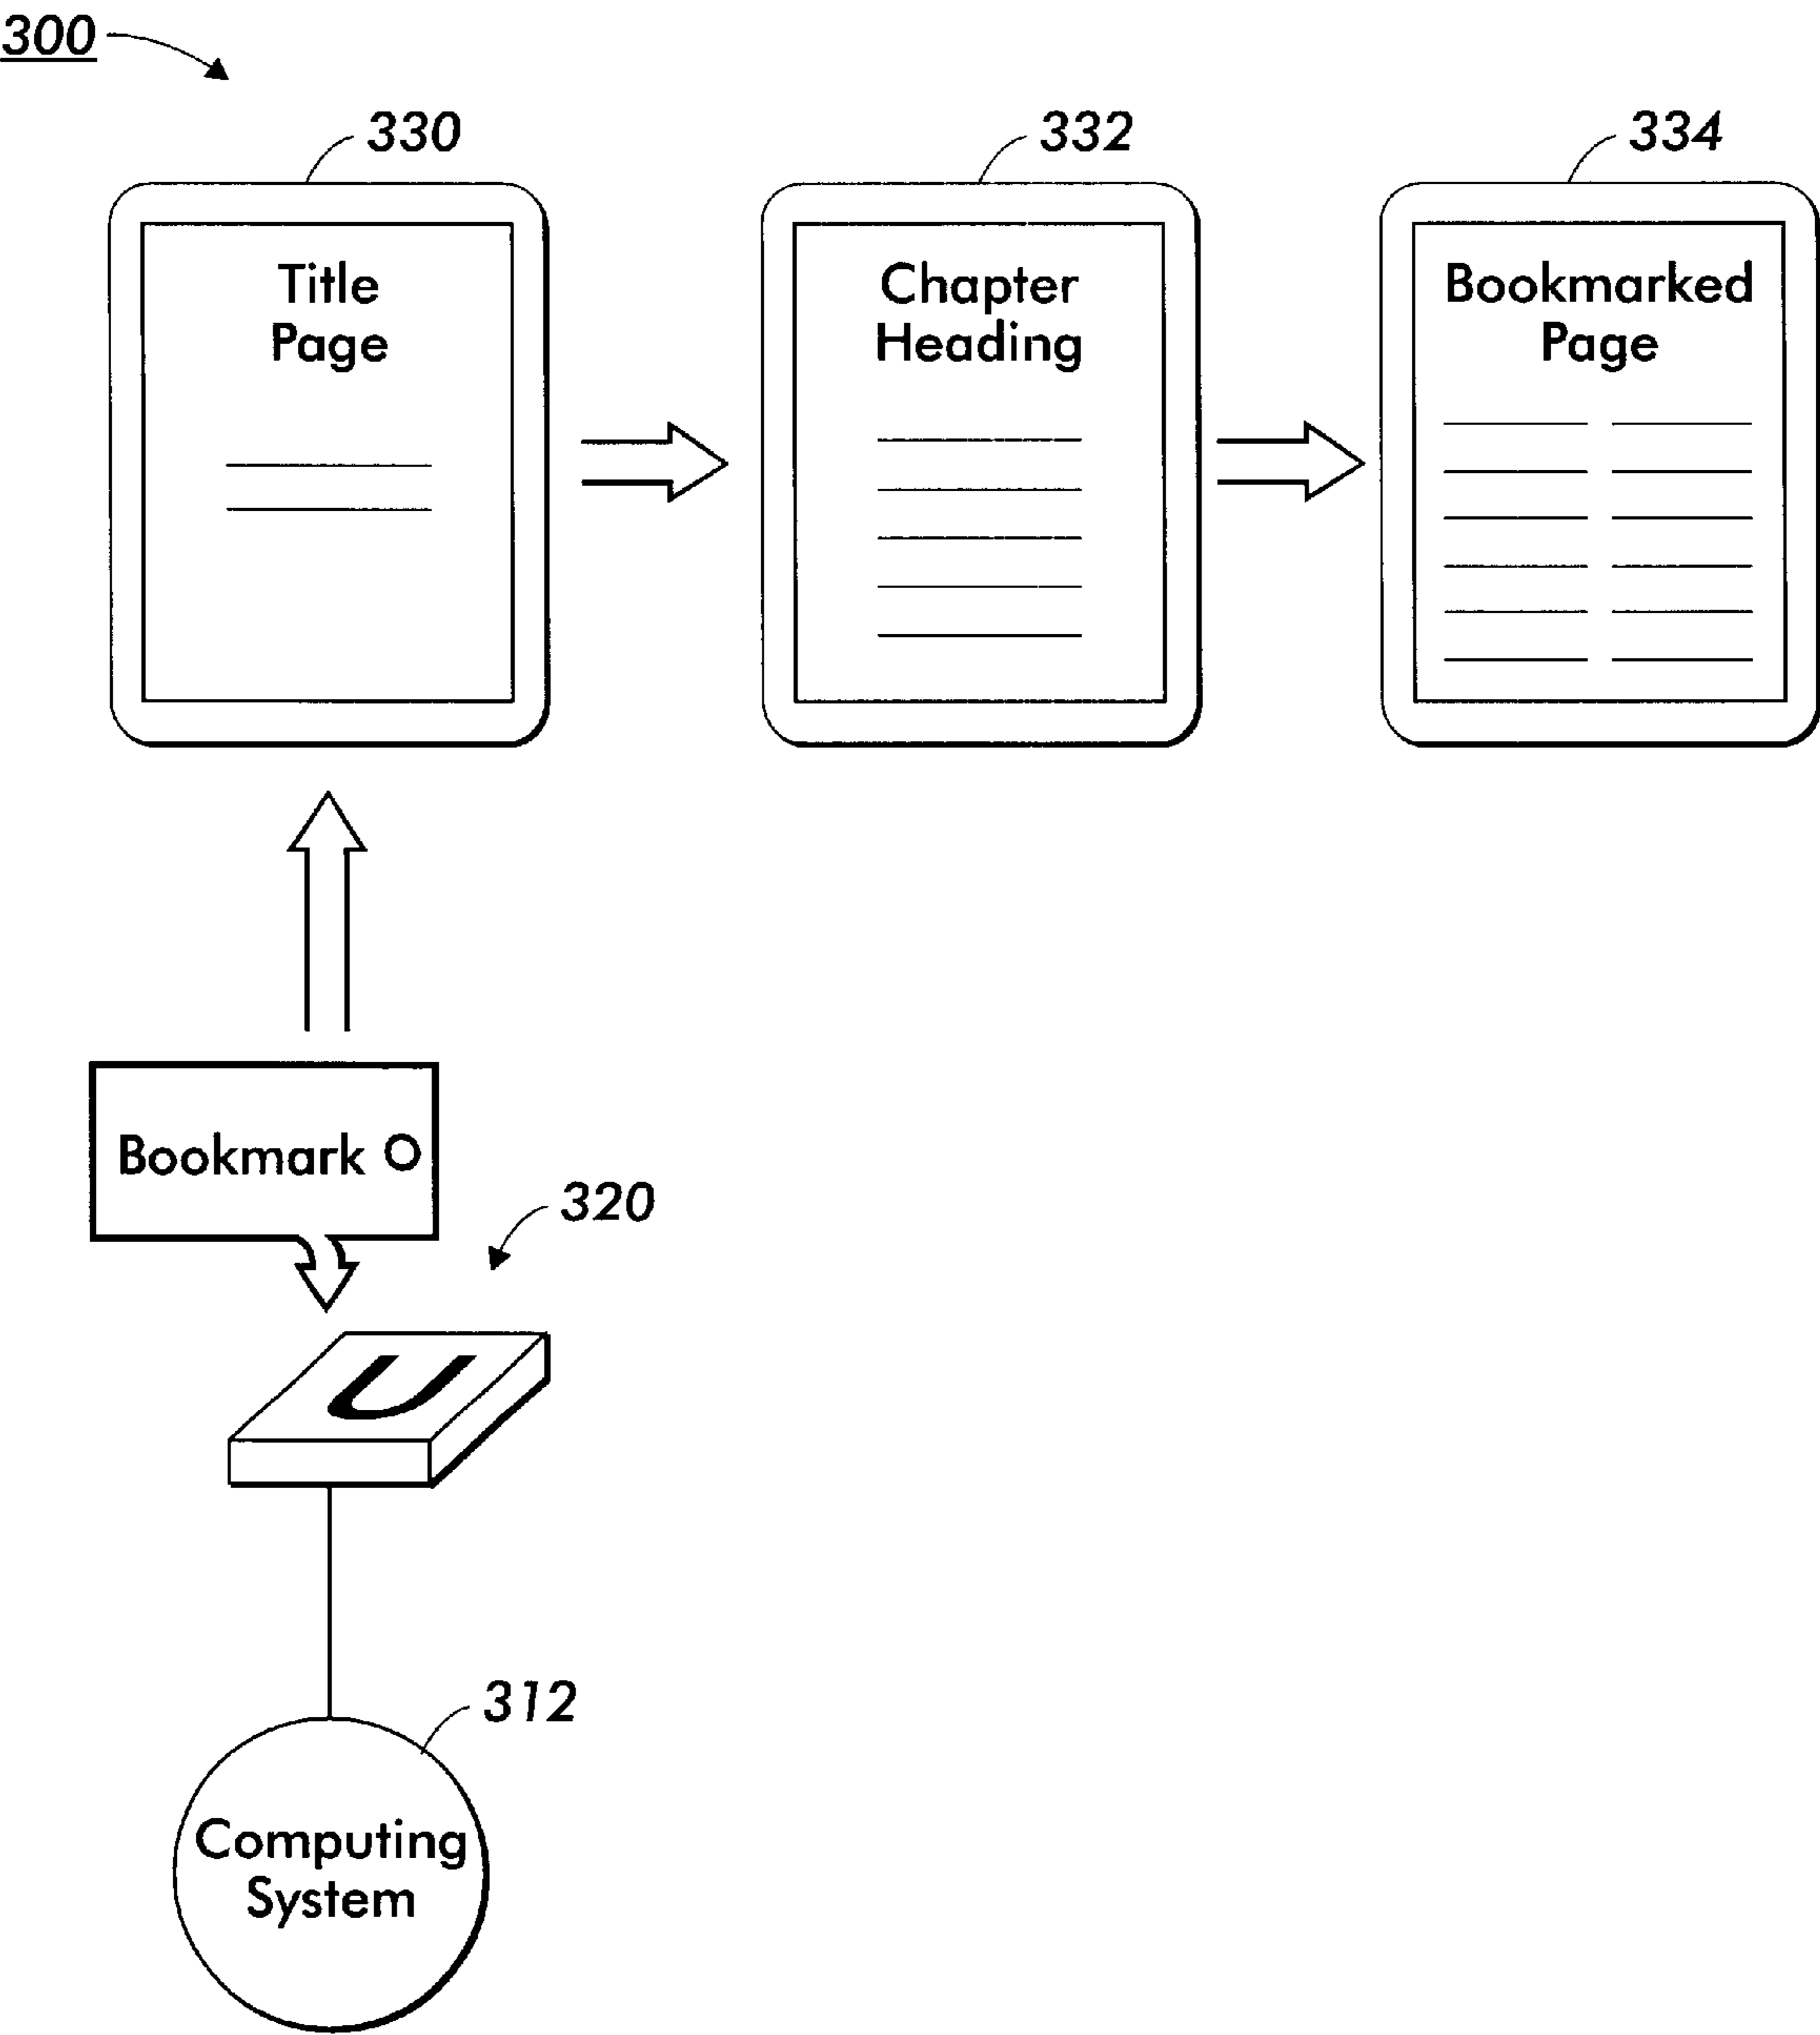 300
330
332
334
Title
Page
Chapter
Heading
Bookmarked
Page
Bookmark
320
U
312
Computing
System